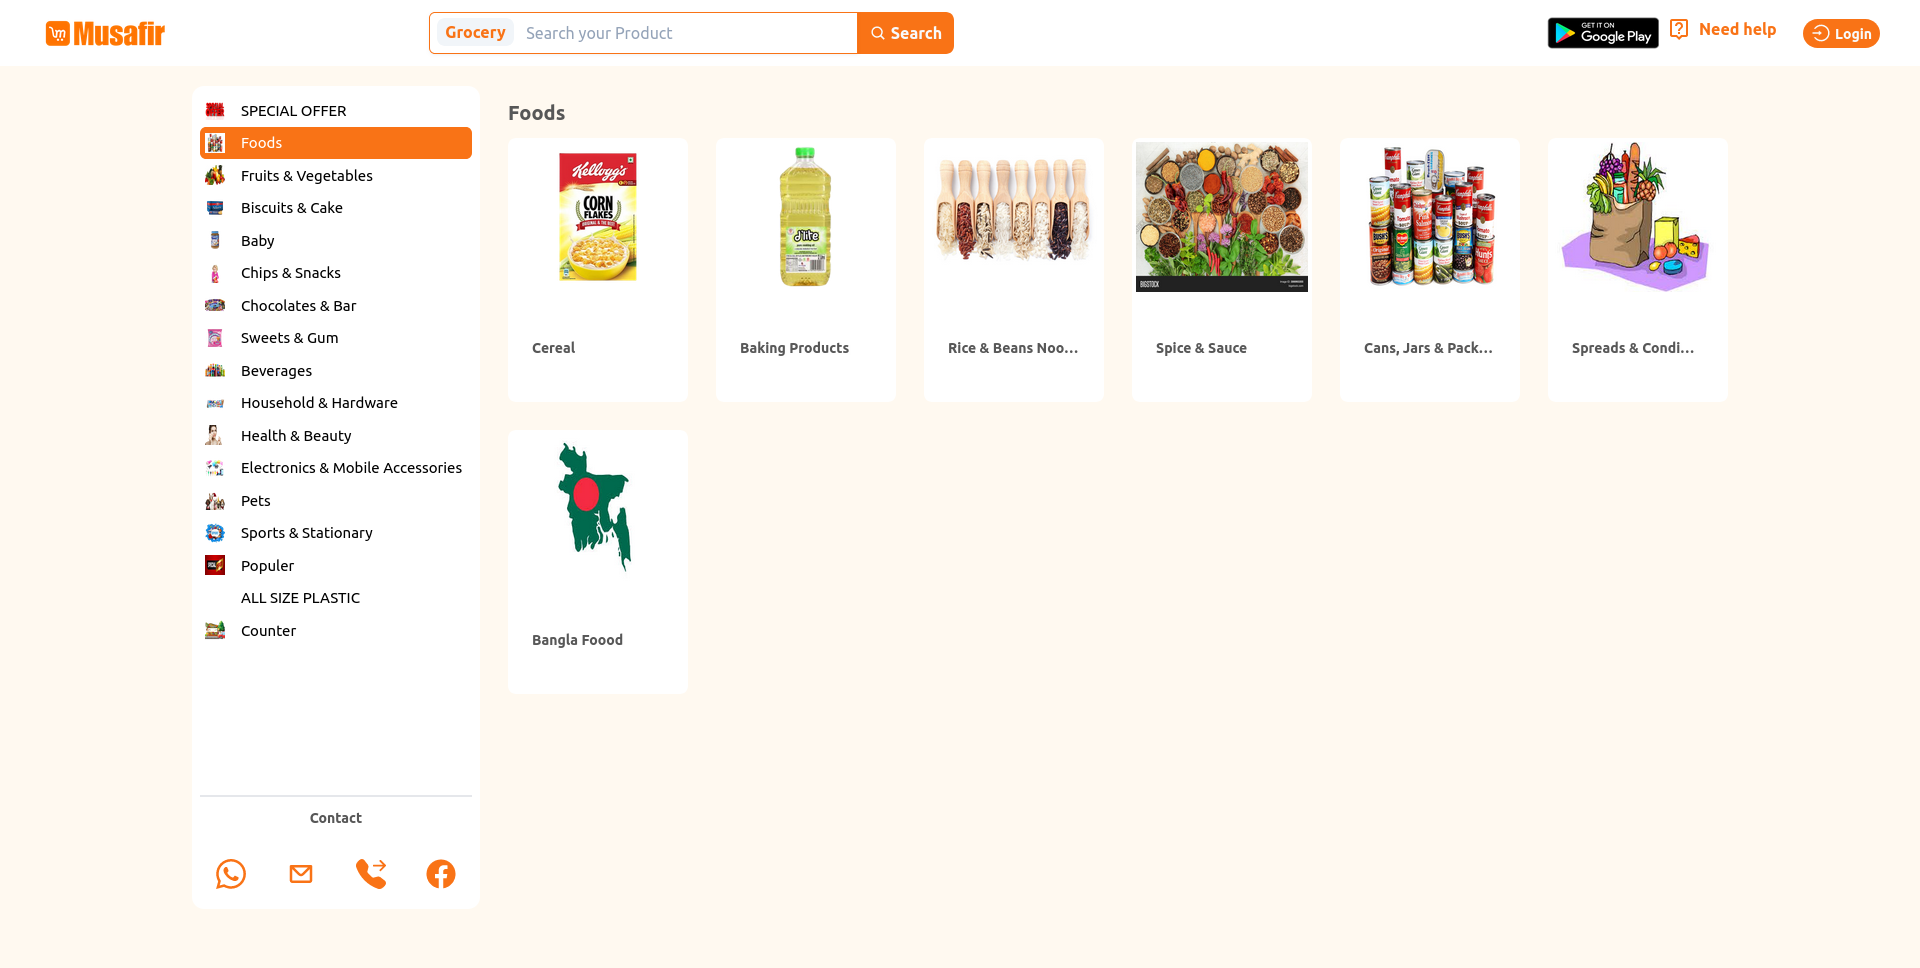 Musafir
Grocery
Search your Product
Search
GET IT ON
Google Play
Need help
Login
SPECIAL OFFER
Foods
Fruits & Vegetables
Biscuits & Cake
Baby
Chips & Snacks
Chocolates & Bar
Sweets & Gum
Beverages
Household & Hardware
Health & Beauty
Electronics & Mobile Accessories
Pets
Sports & Stationary
Populer
ALL SIZE PLASTIC
Counter
Contact
Foods
Kellogg's
CORN
FLAKES
Cereal
d'lite
Baking Products
Rice & Beans Noo...
BIGSTOCK
Spice & Sauce
Cans, Jars & Pack...
Spreads & Condi...
Bangla Foood